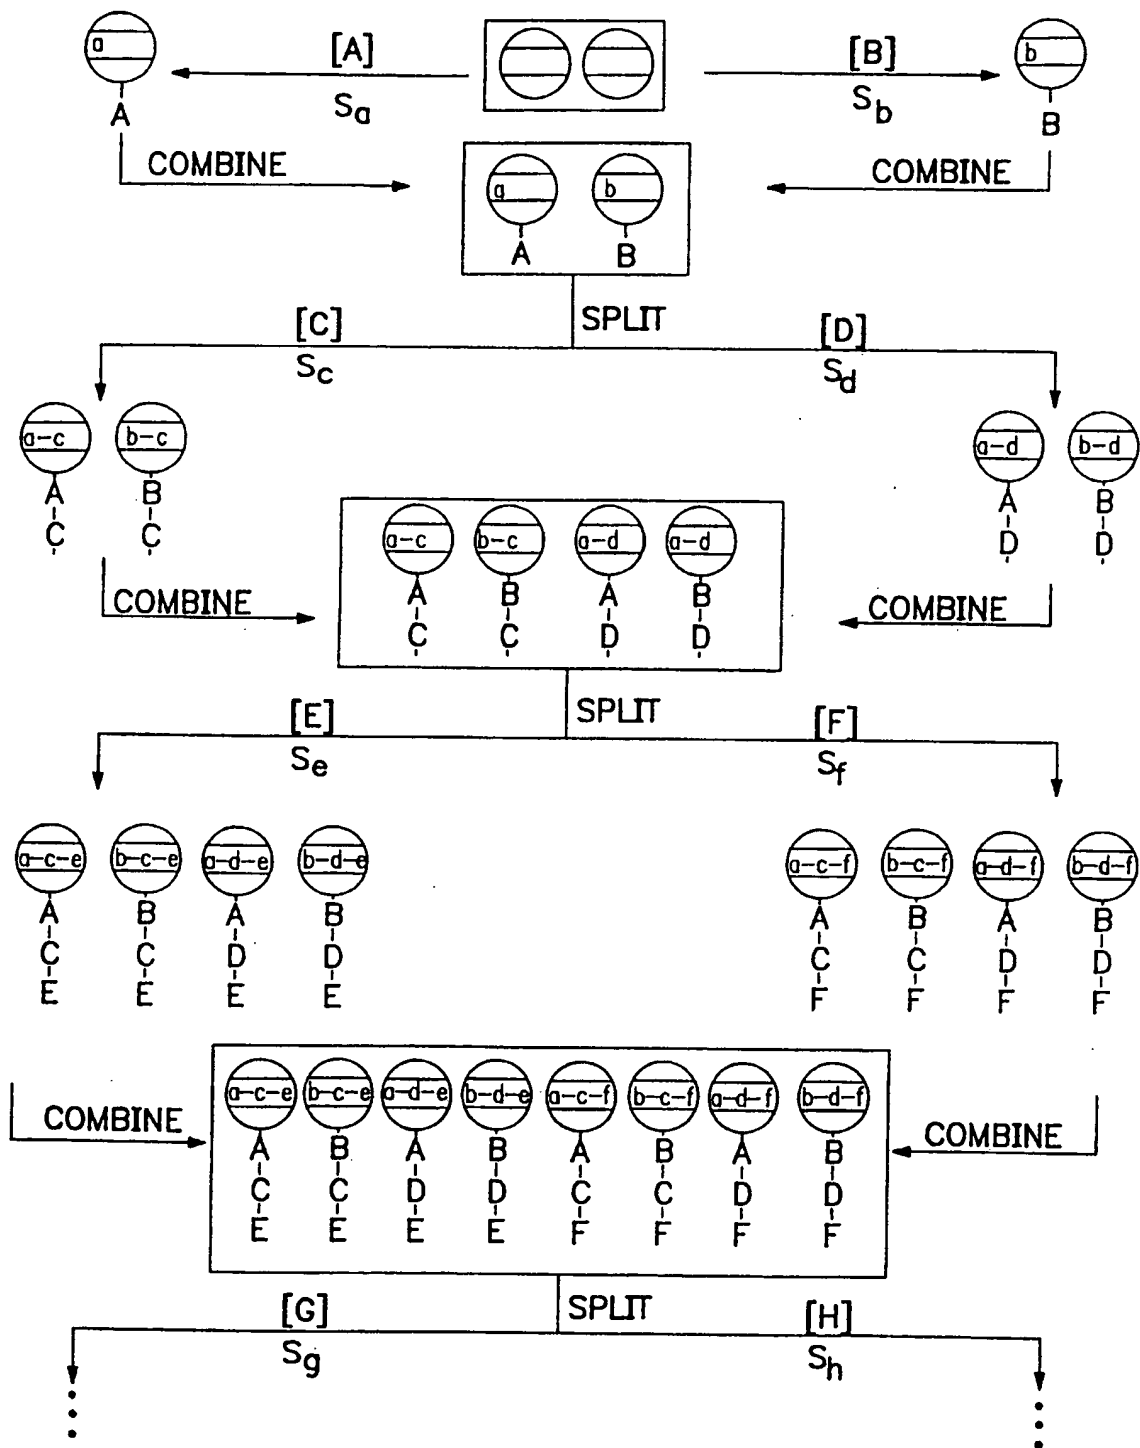 a [A] [B] b
Sa Sb
A B
COMBINE COMBINE
a b
A B
SPLIT
[C] [D]
Sc Sd
a-c b-c a-d b-d
A B A B
C C D D
a-c b-c a-d a-d
A B A B
C C D D
COMBINE COMBINE
SPLIT
[E] [F]
Se Sf
a-c-e b-c-e a-d-e b-d-e a-c-f b-c-f a-d-f b-d-f
A B A B A B A B
C C D D C C D D
E E E E F F F F
a-c-e b-c-e a-d-e b-d-e a-c-f b-c-f a-d-f b-d-f
COMBINE COMBINE
A B A B A B A B
C C D D C C D D
E E E E F F F F
SPLIT
[G] [H]
Sg Sh